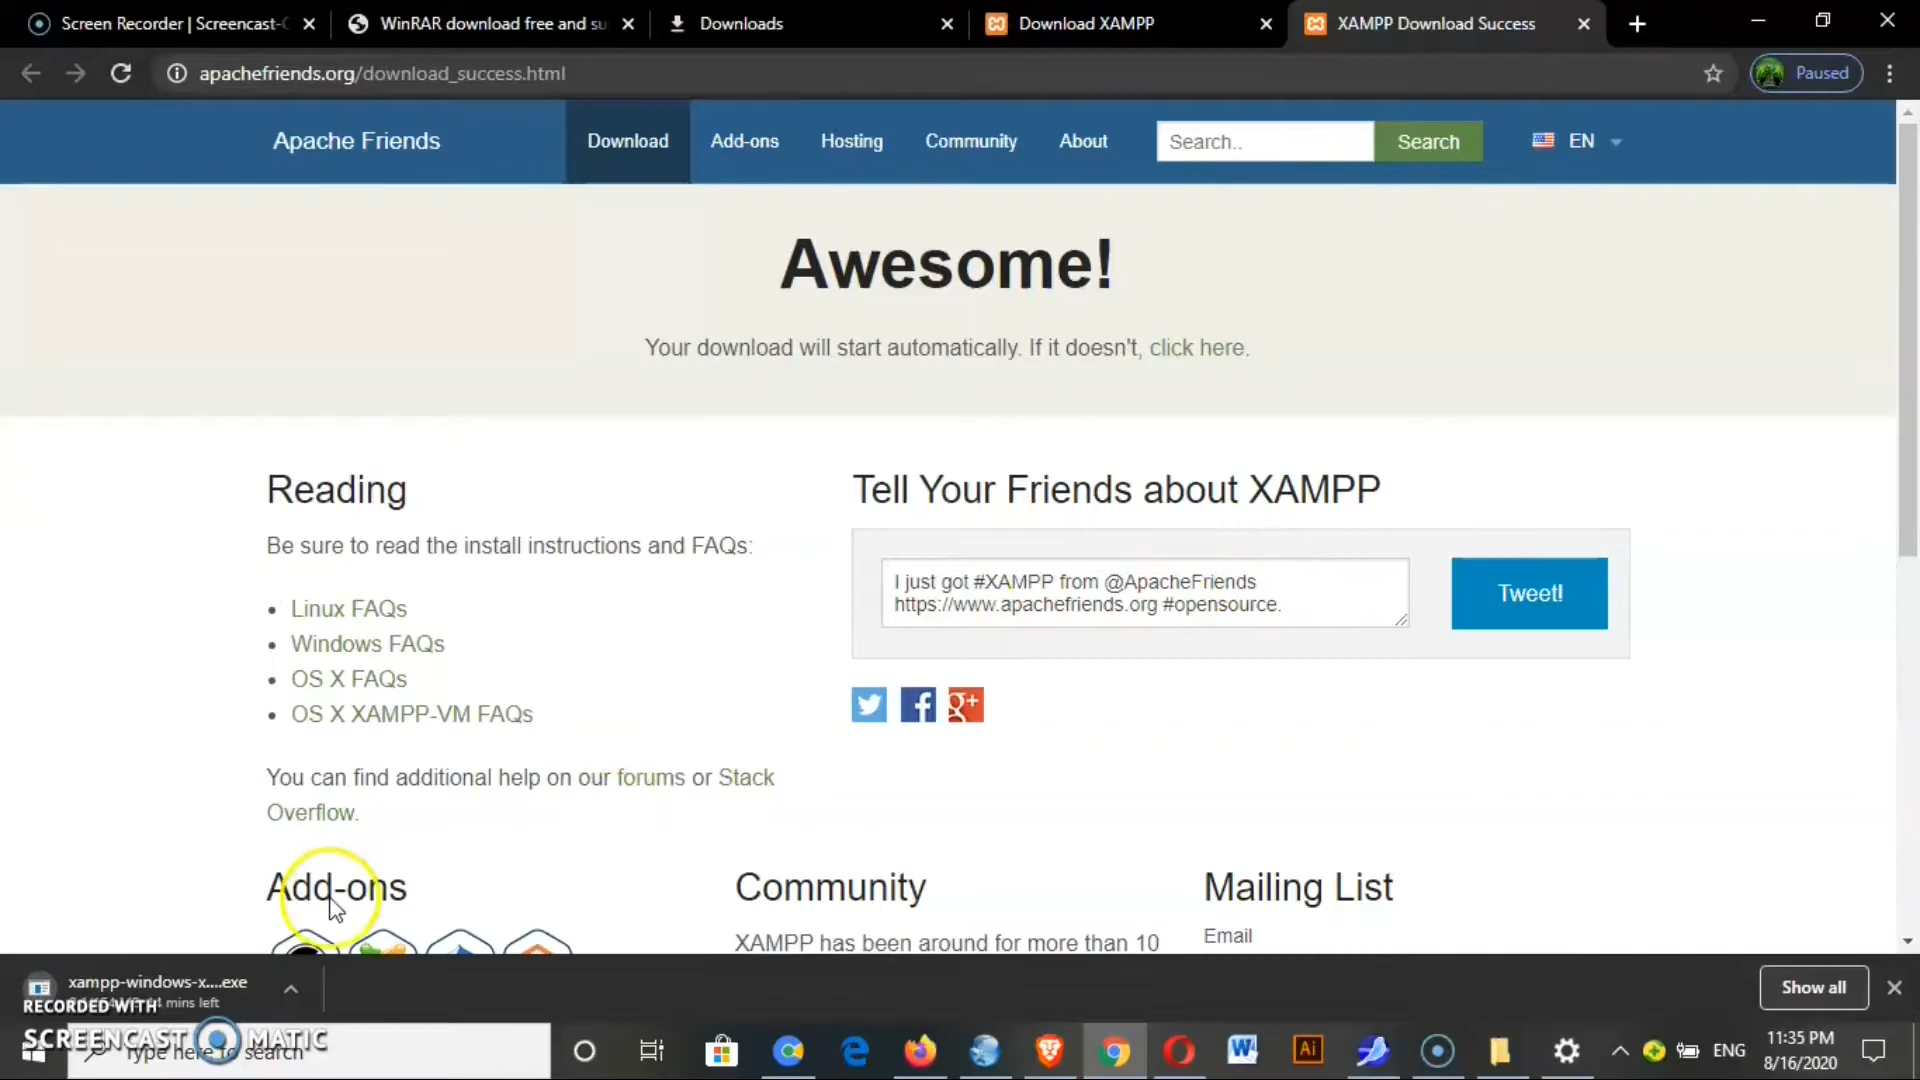 Screen Recorder | Screencast-
WinRAR download free and su
Downloads
Download XAMPP
XAMPP Download Success
apachefriends.org/download_success.html
Paused
Apache Friends
Download
Add-ons
Hosting
Community
About
Search..
Search
EN
Awesome!
Your download will start automatically. If it doesn't, click here.
Reading
Be sure to read the install instructions and FAQs:
Linux FAQs
Windows FAQs
OS X FAQs
OS X XAMPP-VM FAQs
You can find additional help on our forums or Stack
Overflow.
Tell Your Friends about XAMPP
I just got #XAMPP from @ApacheFriends
https://www.apachefriends.org #opensource.
Tweet!
Add-ons
Community
XAMPP has been around for more than 10
Mailing List
Email
xampp-windows-x....exe
mins left
Show all
RECORDED WITH
SCREENCAST MATIC
Type here to search
ENG
11:35 PM
8/16/2020